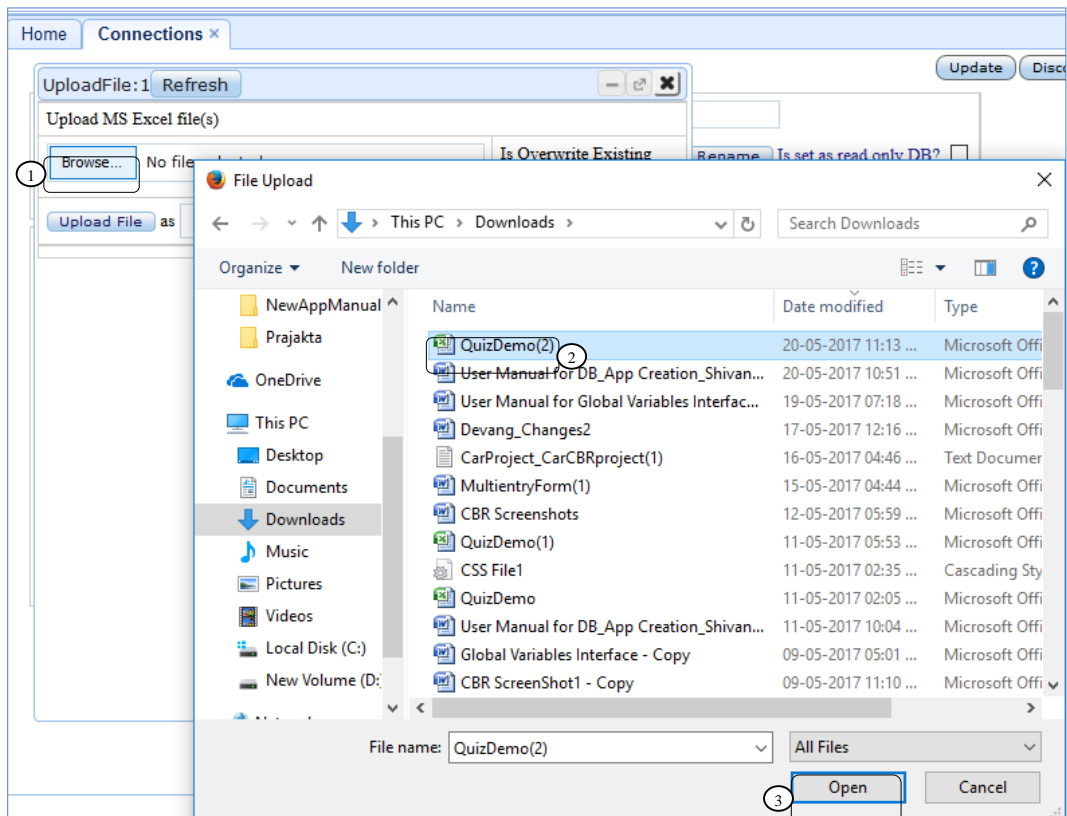 Home Connections ×
Update Disc
UploadFile:1 Refresh
Upload MS Excel file(s)
Browse... No file
Is Overwrite Existing
Rename Is set as read only DB?
1
Upload File as
File Upload
This PC > Downloads >
Search Downloads
Organize New folder
NewAppManual
Prajakta
OneDrive
This PC
Desktop
Documents
Downloads
Music
Pictures
Videos
Local Disk (C:)
New Volume (D:
Name Date modified Type
QuizDemo(2) 20-05-2017 11:13 ... Microsoft Offi
2
User Manual for DB_App Creation_Shivan... 20-05-2017 10:51 ... Microsoft Offi
User Manual for Global Variables Interfac... 19-05-2017 07:18 ... Microsoft Offi
Devang_Changes2 17-05-2017 12:16 ... Microsoft Offi
CarProject_CarCBRproject(1) 16-05-2017 04:46 ... Text Documer
MultientryForm(1) 15-05-2017 04:44 ... Microsoft Offi
CBR Screenshots 12-05-2017 05:59 ... Microsoft Offi
QuizDemo(1) 11-05-2017 05:53 ... Microsoft Offi
CSS File1 11-05-2017 02:35 ... Cascading Sty
QuizDemo 11-05-2017 02:05 ... Microsoft Offi
User Manual for DB_App Creation_Shivan... 11-05-2017 10:04 ... Microsoft Offi
Global Variables Interface - Copy 09-05-2017 05:01 ... Microsoft Offi
CBR ScreenShot1 - Copy 09-05-2017 11:10 ... Microsoft Offi
File name: QuizDemo(2) All Files
3
Open Cancel